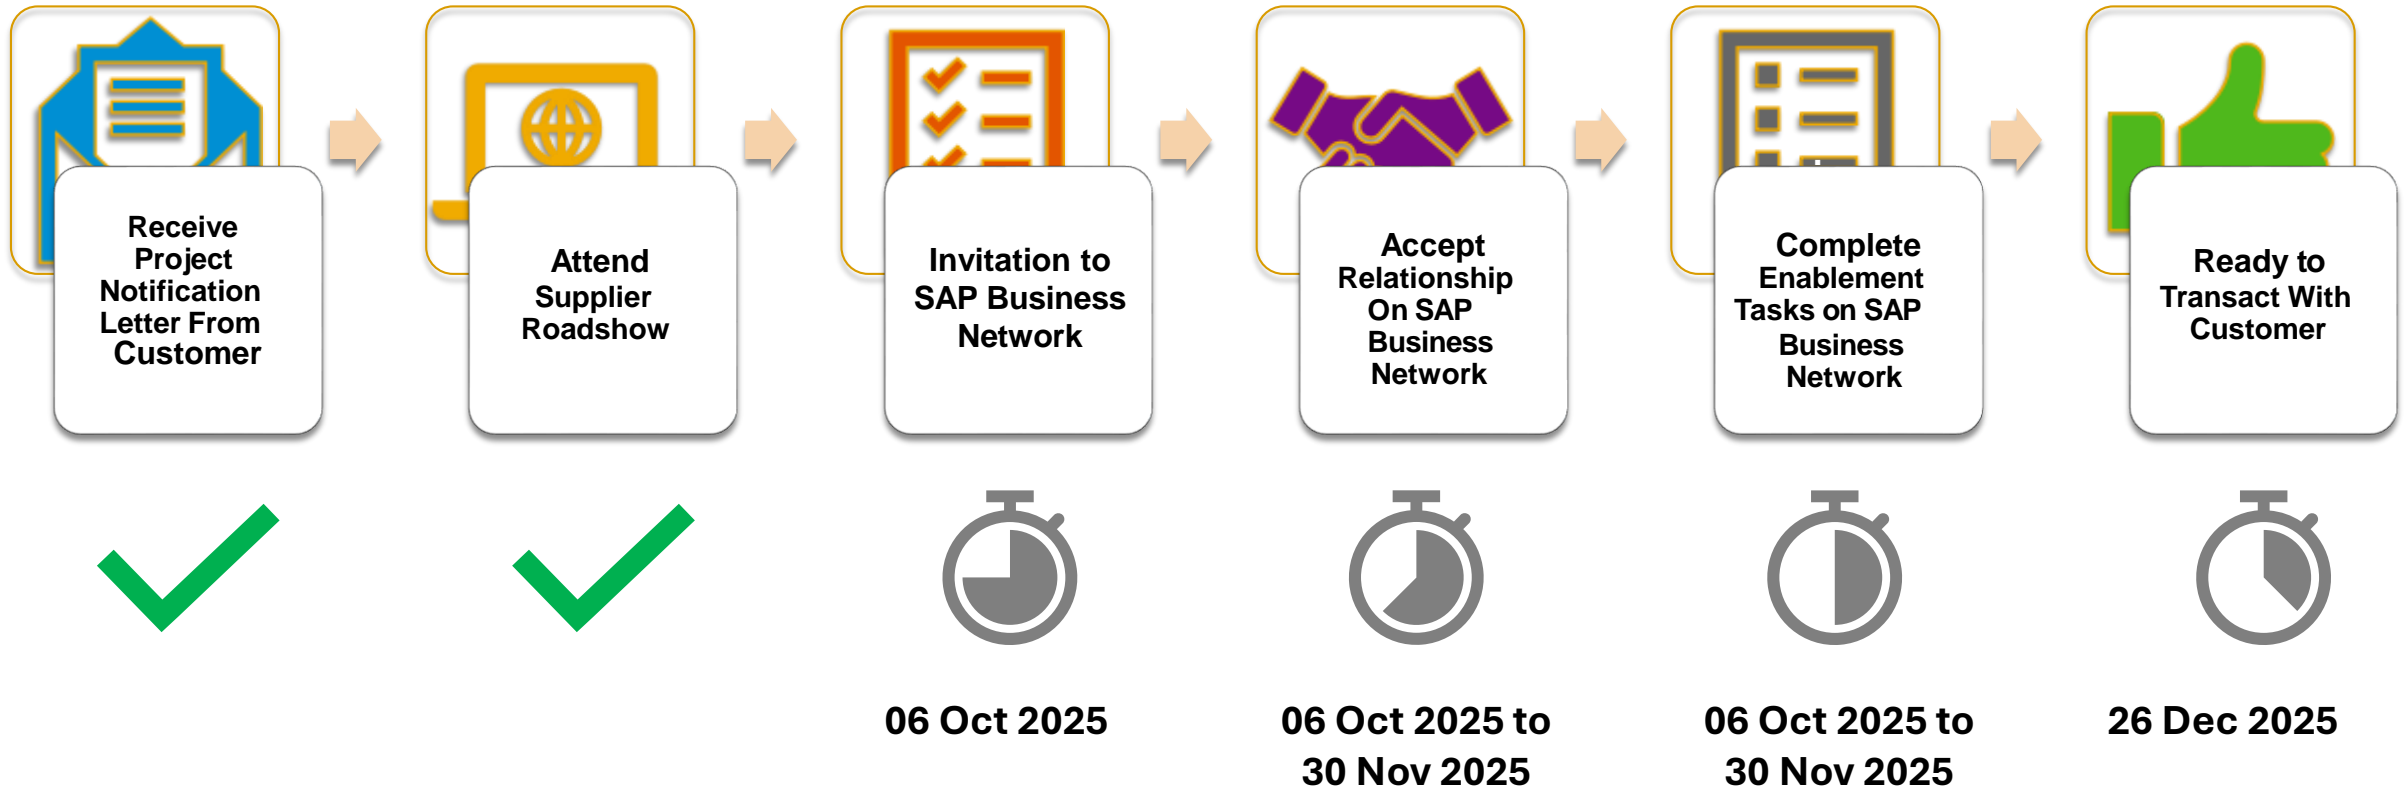 Receive
Project
Notification
Letter From
Customer
Attend
Supplier
Roadshow
Invitation to
SAP Business
Network
Accept
Relationship
On SAP
Business
Network
Complete
Enablement
Tasks on SAP
Business
Network
Ready to
Transact With
Customer
06 Oct 2025
06 Oct 2025 to
30 Nov 2025
06 Oct 2025 to
30 Nov 2025
26 Dec 2025